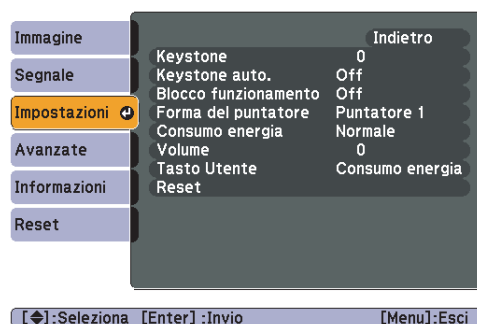 Immagine
Segnale
Impostazioni
Avanzate
Informazioni
Reset
Indietro
Keystone 0
Keystone auto. Off
Blocco funzionamento Off
Forma del puntatore Puntatore 1
Consumo energia Normale
Volume 0
Tasto Utente Consumo energia
Reset
[◆]:Seleziona [Enter] :Invio [Menu]:Esci